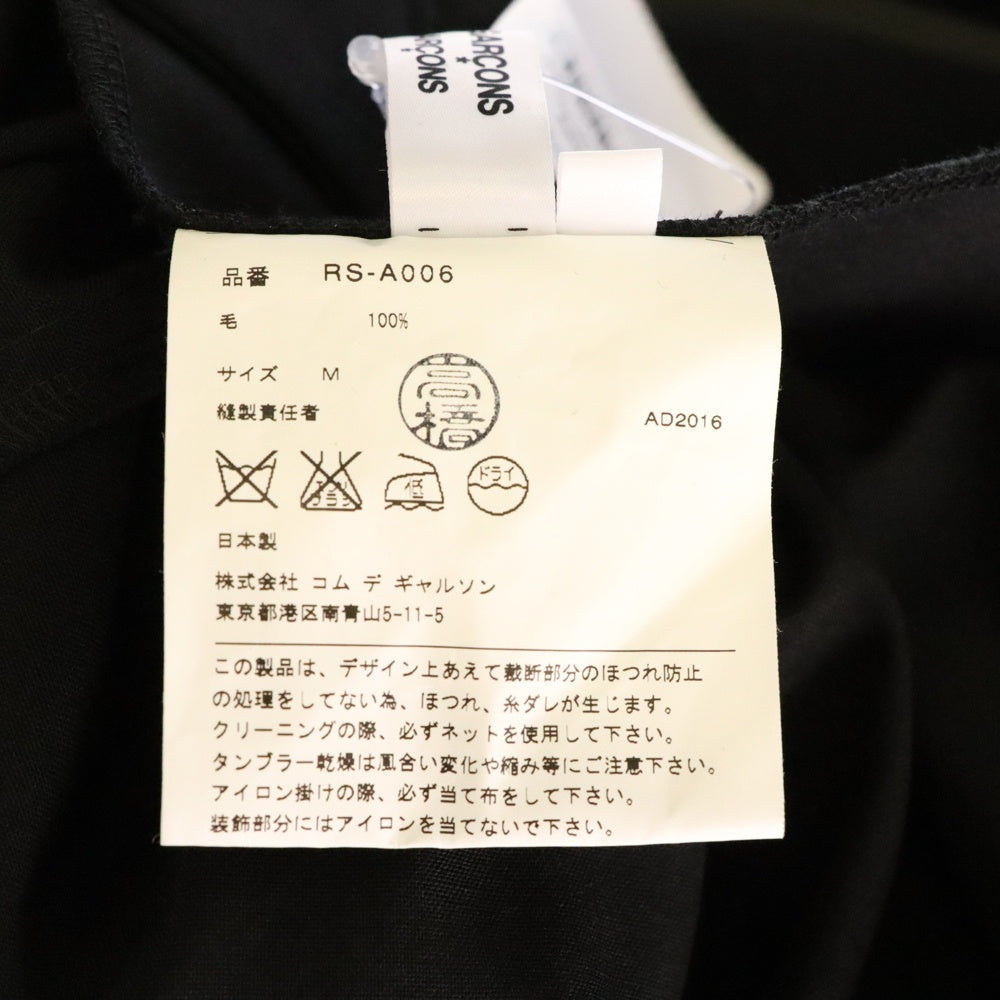 GARÇONS
GARÇONS
品番 RS-A006
毛 100%
サイズ M
縫製責任者
高橋
AD2016
エンソ
サラシ
低
ドライ
日本製
株式会社 コム デ ギャルソン
東京都港区南青山5-11-5
この製品は、デザイン上あえて裁断部分のほつれ防止
の処理をしてない為、ほつれ、糸ダレが生じます。
クリーニングの際、必ずネットを使用して下さい。
タンブラー乾燥は風合い変化や縮み等にご注意下さい。
アイロン掛けの際、必ず当て布をして下さい。
装飾部分にはアイロンを当てないで下さい。